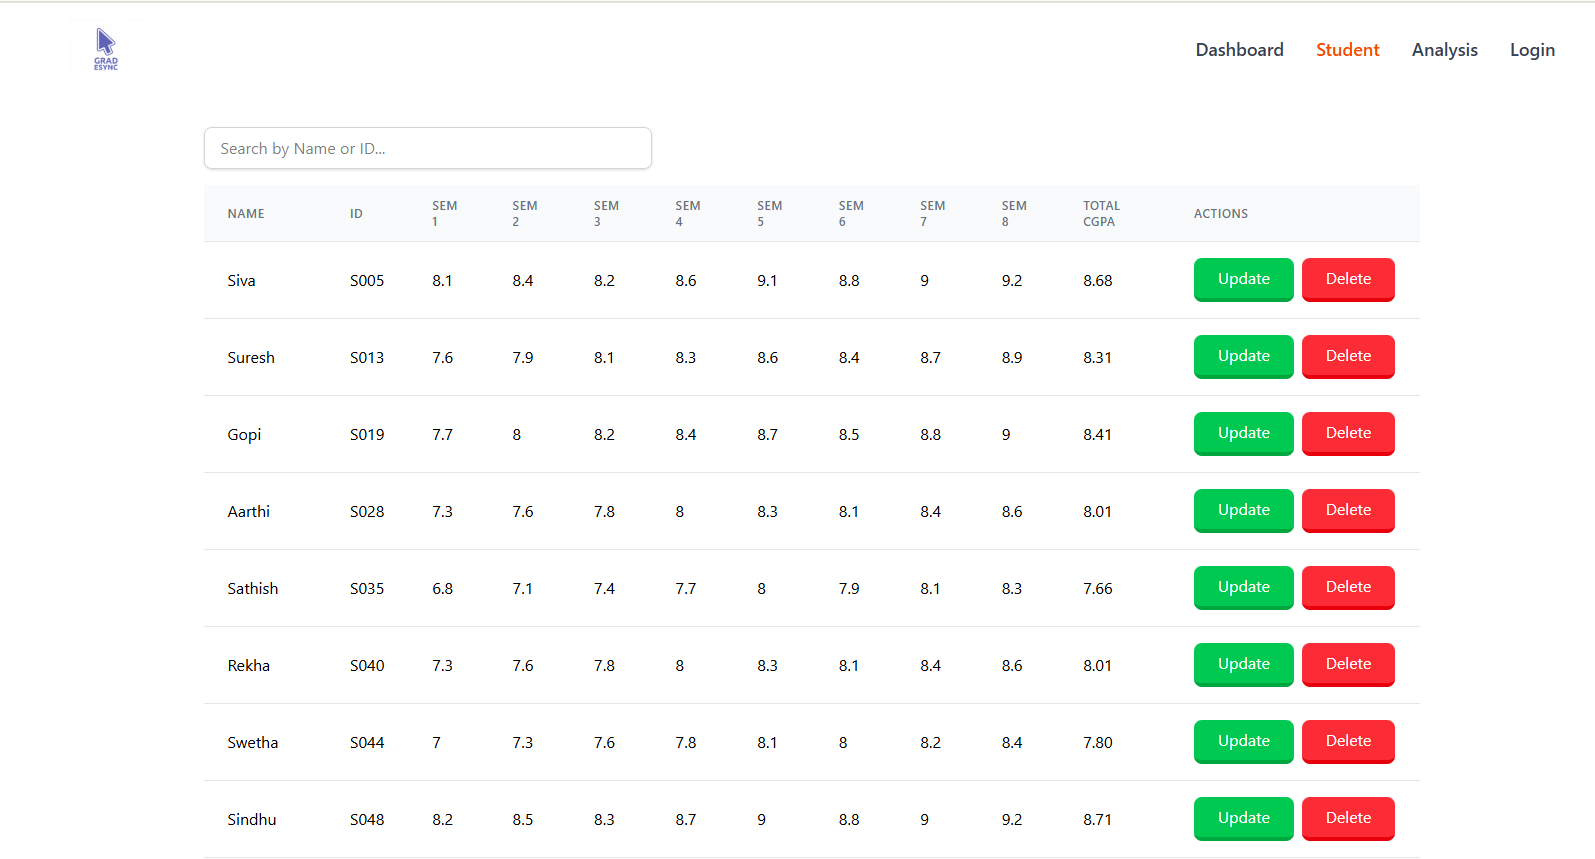 GRAD
ESYNC
Dashboard Student Analysis Login
Search by Name or ID...
NAME ID SEM 1 SEM 2 SEM 3 SEM 4 SEM 5 SEM 6 SEM 7 SEM 8 TOTAL CGPA ACTIONS
Siva S005 8.1 8.4 8.2 8.6 9.1 8.8 9 9.2 8.68 Update Delete
Suresh S013 7.6 7.9 8.1 8.3 8.6 8.4 8.7 8.9 8.31 Update Delete
Gopi S019 7.7 8 8.2 8.4 8.7 8.5 8.8 9 8.41 Update Delete
Aarthi S028 7.3 7.6 7.8 8 8.3 8.1 8.4 8.6 8.01 Update Delete
Sathish S035 6.8 7.1 7.4 7.7 8 7.9 8.1 8.3 7.66 Update Delete
Rekha S040 7.3 7.6 7.8 8 8.3 8.1 8.4 8.6 8.01 Update Delete
Swetha S044 7 7.3 7.6 7.8 8.1 8 8.2 8.4 7.80 Update Delete
Sindhu S048 8.2 8.5 8.3 8.7 9 8.8 9 9.2 8.71 Update Delete